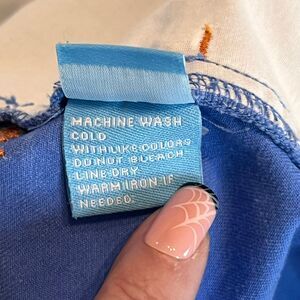 MACHINE WASH
COLD
WITH LIKE COLORS
DO NOT BLEACH
LINE DRY
WARM IRON IF
NEEDED.